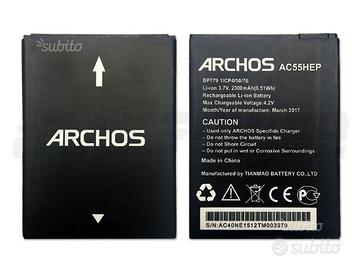 subito
ARCHOS
ARCHOS AC55HEP
BP779 1ICP4/50/76
Li-ion 3.7V, 2300mAh(8.51Wh)
Rechargeable Li-ion Battery
Max Chargeable Voltage:4.2V
Month/Year of manufacture: March 2017
CAUTION
- Used only ARCHOS Specifide Charger
- Do not throw the battery in fire
- Do not Short Circuit
- Do not put in wet or Corrosive Surroundings
Made in China
Manufacturer BY:TIANMAO BATTERY CO.,LTD
S/N:AC40NE1512TM003970
subito